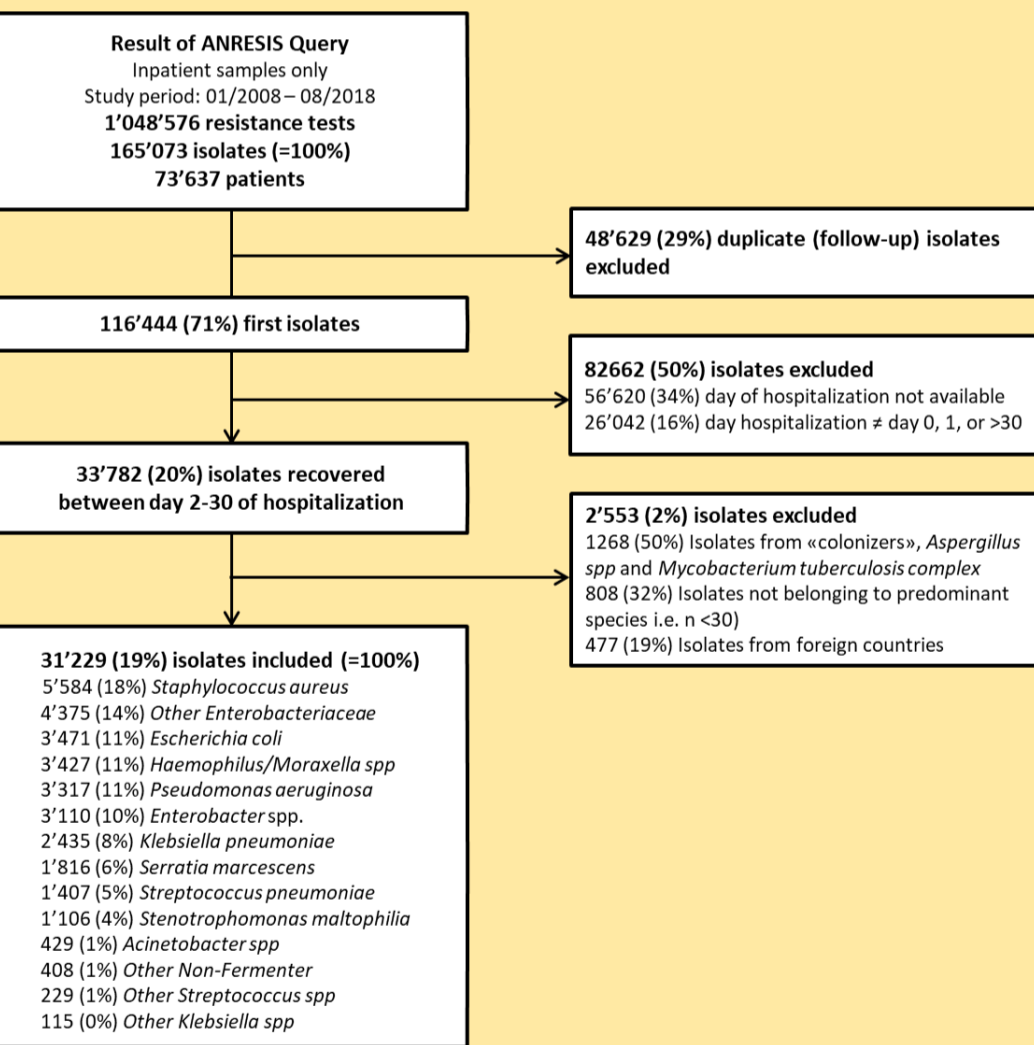 Result of ANRESIS Query
Inpatient samples only
Study period: 01/2008 – 08/2018
1’048’576 resistance tests
165’073 isolates (=100%)
73’637 patients
48’629 (29%) duplicate (follow-up) isolates
excluded
116’444 (71%) first isolates
82662 (50%) isolates excluded
56’620 (34%) day of hospitalization not available
26’042 (16%) day hospitalization ≠ day 0, 1, or >30
33’782 (20%) isolates recovered
between day 2-30 of hospitalization
2’553 (2%) isolates excluded
1268 (50%) Isolates from «colonizers», Aspergillus
spp and Mycobacterium tuberculosis complex
808 (32%) Isolates not belonging to predominant
species i.e. n <30)
477 (19%) Isolates from foreign countries
31’229 (19%) isolates included (=100%)
5’584 (18%) Staphylococcus aureus
4’375 (14%) Other Enterobacteriaceae
3’471 (11%) Escherichia coli
3’427 (11%) Haemophilus/Moraxella spp
3’317 (11%) Pseudomonas aeruginosa
3’110 (10%) Enterobacter spp.
2’435 (8%) Klebsiella pneumoniae
1’816 (6%) Serratia marcescens
1’407 (5%) Streptococcus pneumoniae
1’106 (4%) Stenotrophomonas maltophilia
429 (1%) Acinetobacter spp
408 (1%) Other Non-Fermenter
229 (1%) Other Streptococcus spp
115 (0%) Other Klebsiella spp